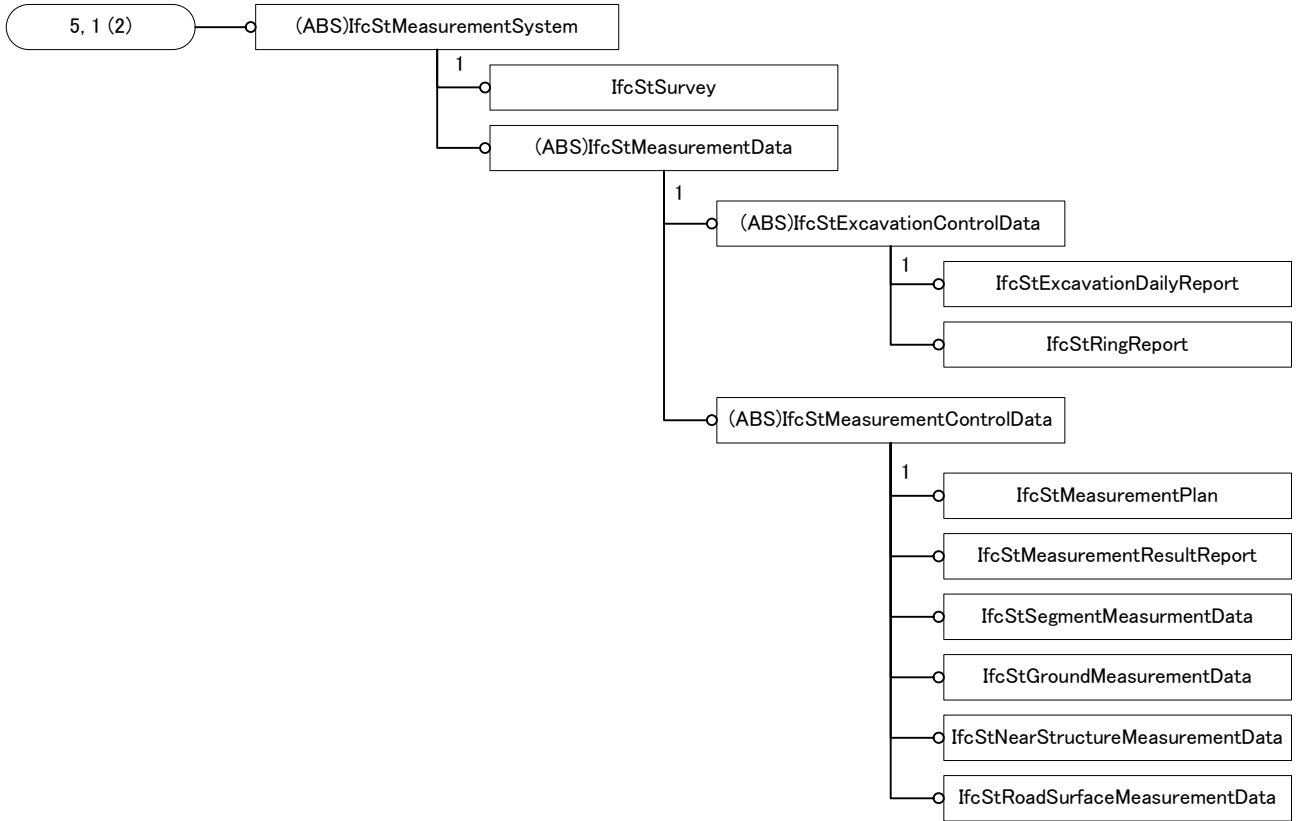 5, 1 (2)
(ABS)IfcStMeasurementSystem
1
IfcStSurvey
(ABS)IfcStMeasurementData
1
(ABS)IfcStExcavationControlData
1
IfcStExcavationDailyReport
IfcStRingReport
(ABS)IfcStMeasurementControlData
1
IfcStMeasurementPlan
IfcStMeasurementResultReport
IfcStSegmentMeasurmentData
IfcStGroundMeasurementData
IfcStNearStructureMeasurementData
IfcStRoadSurfaceMeasurementData